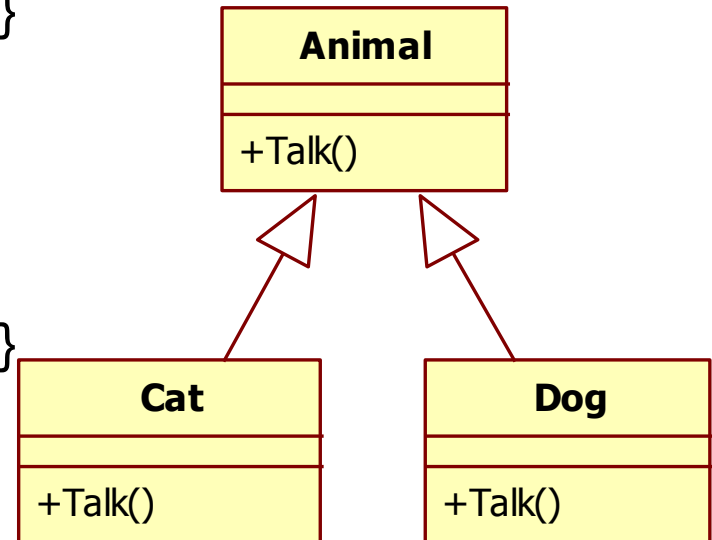 }
Animal
+Talk()
}
Cat
Dog
+Talk()
+Talk()